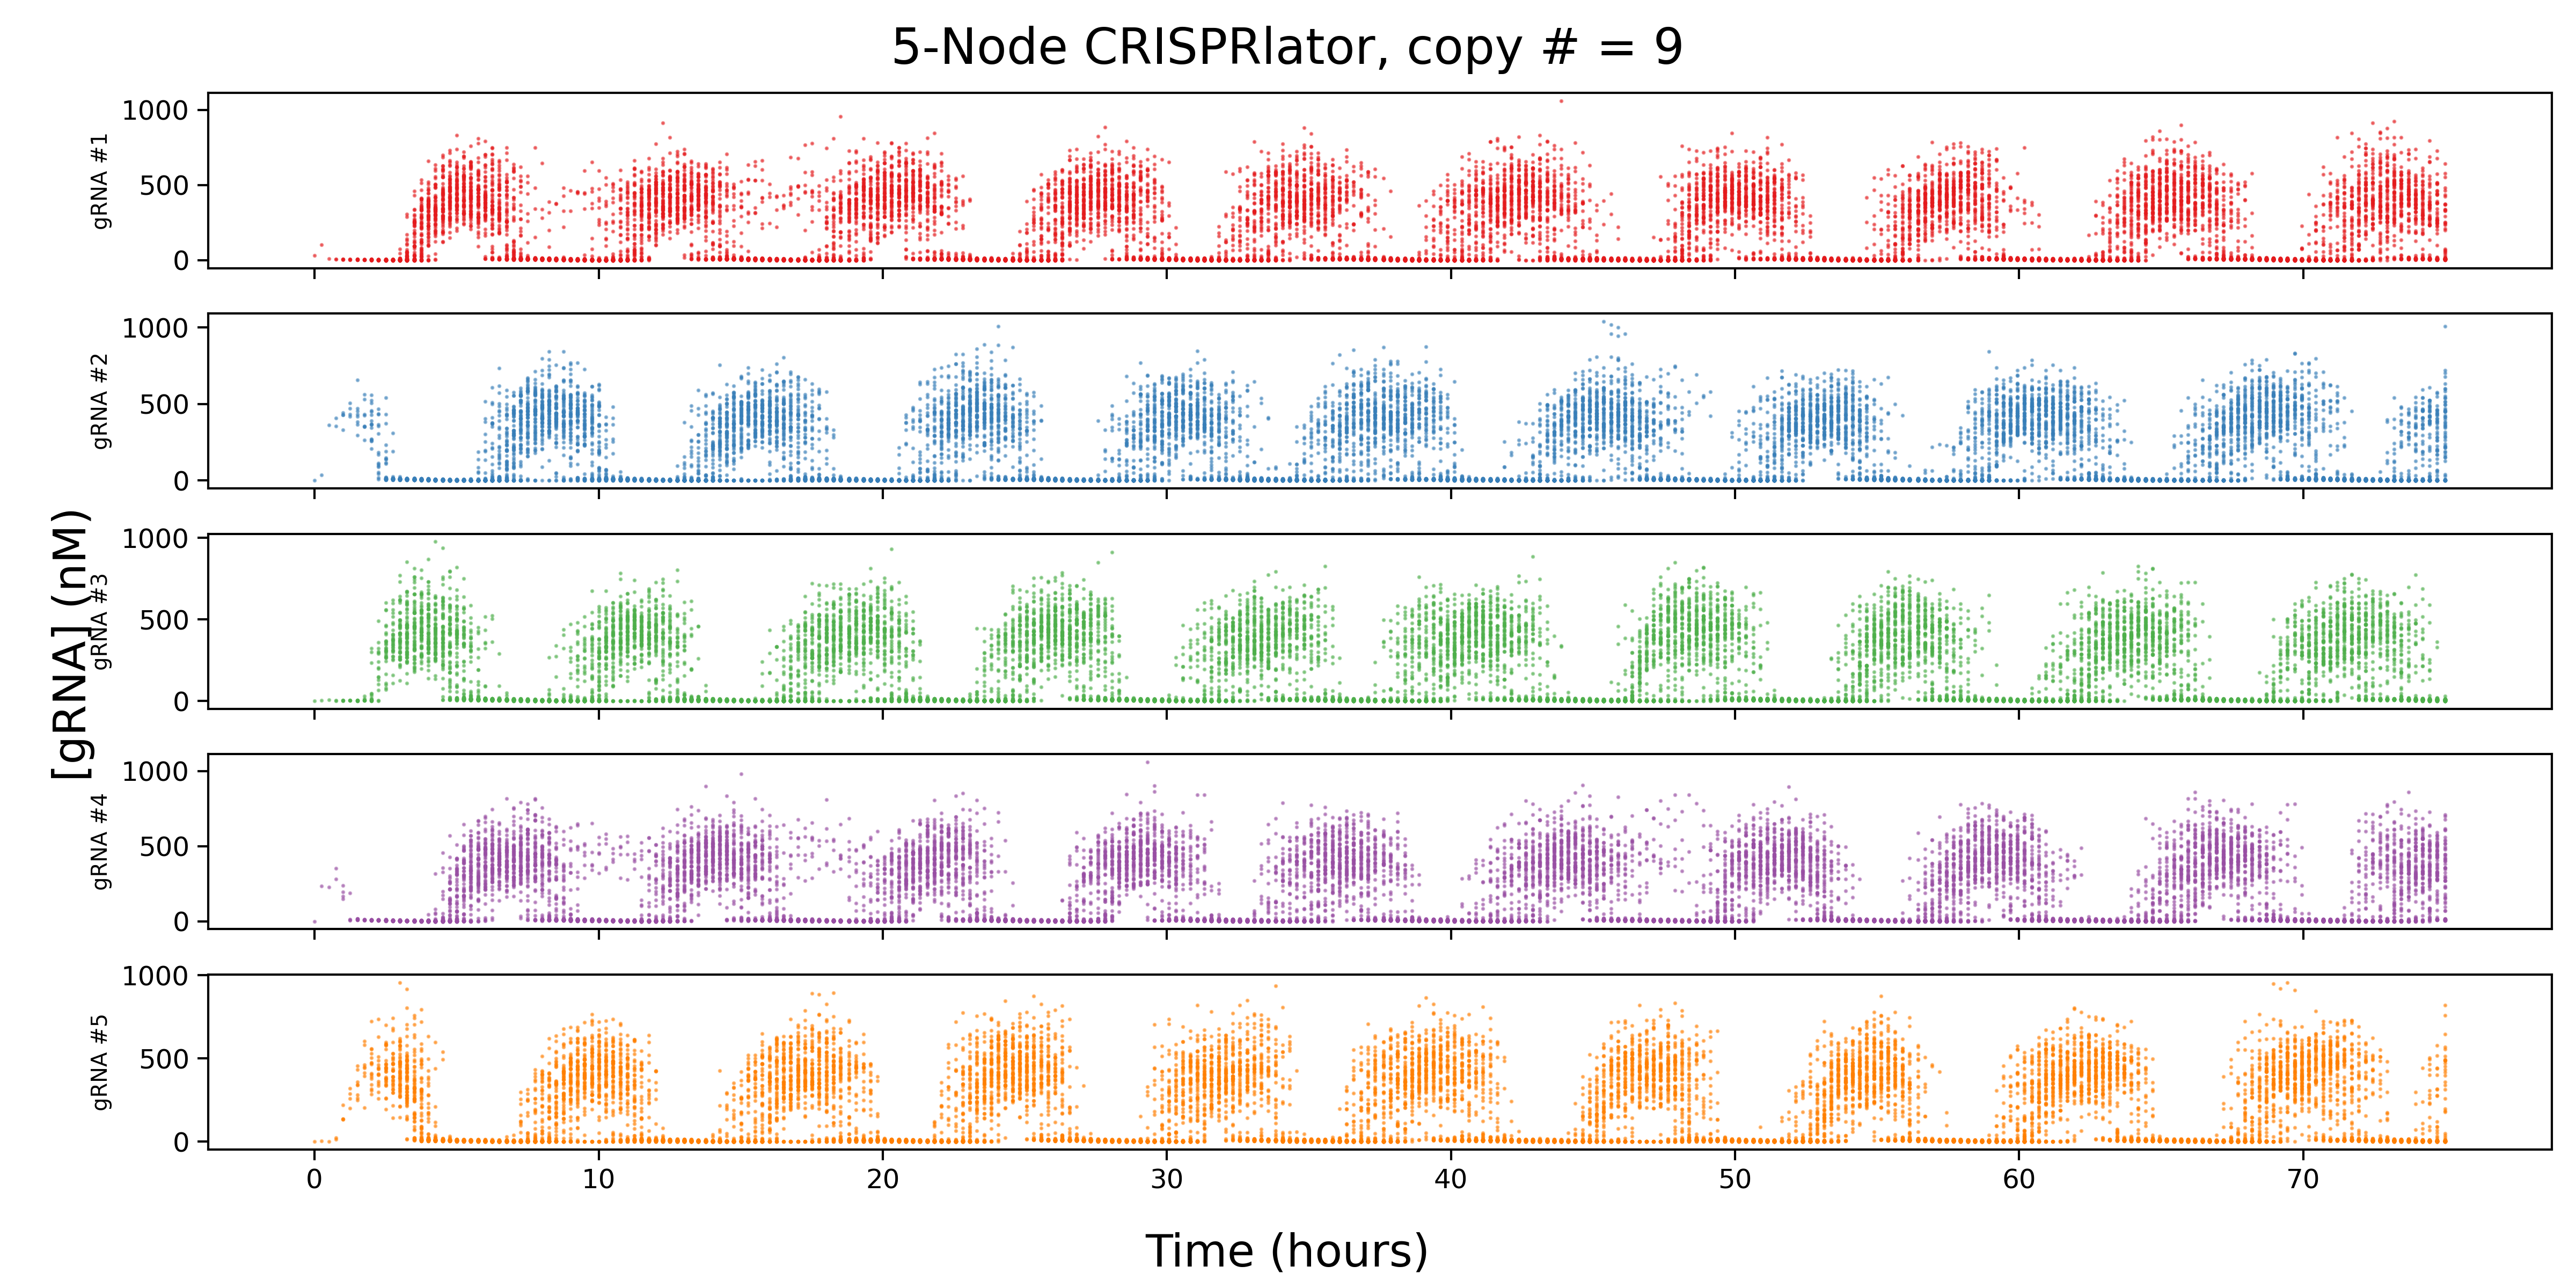 5-Node CRISPRlator, copy # = 9
1000
500
0
gRNA #1
1000
500
0
gRNA #2
1000
500
0
gRNA #3
[gRNA] (nM)
1000
500
0
gRNA #4
1000
500
0
gRNA #5
0 10 20 30 40 50 60 70
Time (hours)